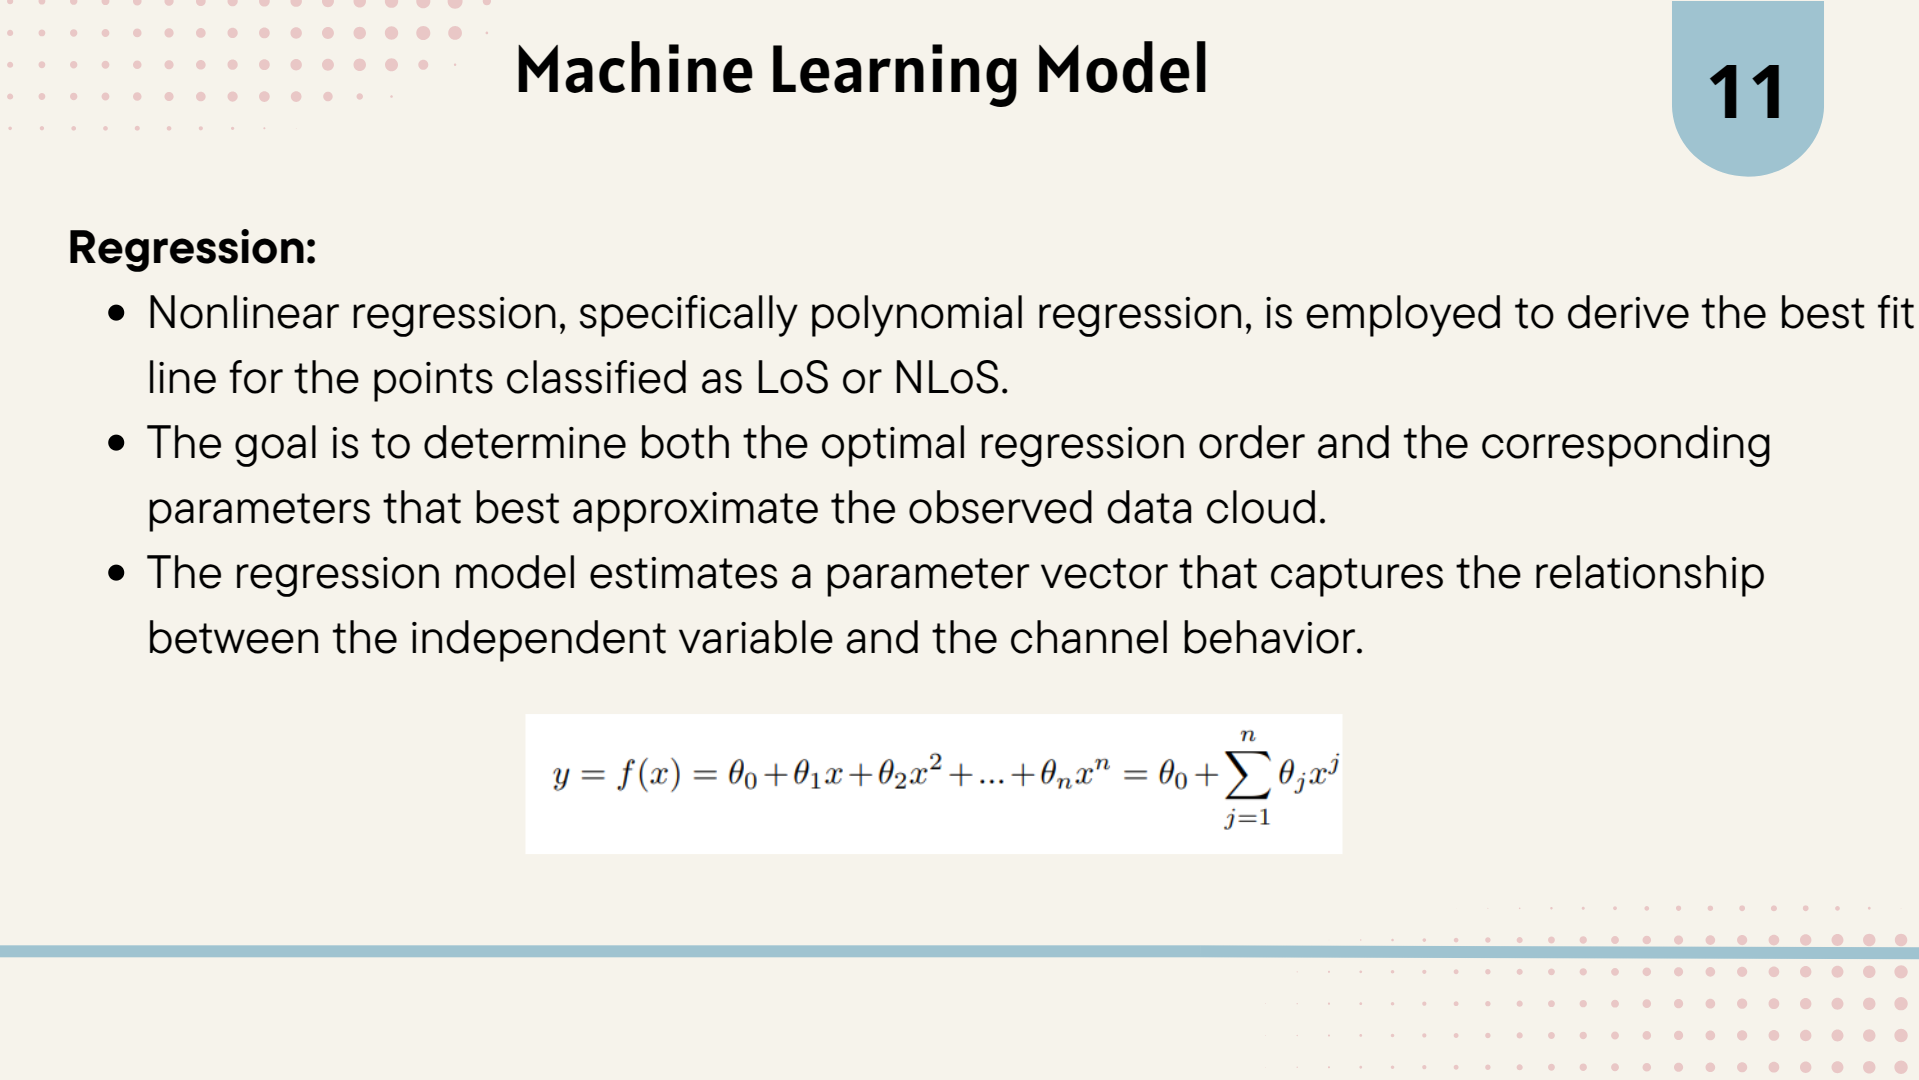 Machine Learning Model
11
Regression:
• Nonlinear regression, specifically polynomial regression, is employed to derive the best fit
line for the points classified as LoS or NLoS.
• The goal is to determine both the optimal regression order and the corresponding
parameters that best approximate the observed data cloud.
• The regression model estimates a parameter vector that captures the relationship
between the independent variable and the channel behavior.
y = f(x) = θ₀ + θ₁x + θ₂x² + ... + θₙxⁿ = θ₀ + ∑ⁿⱼ₌₁ θⱼxʲ